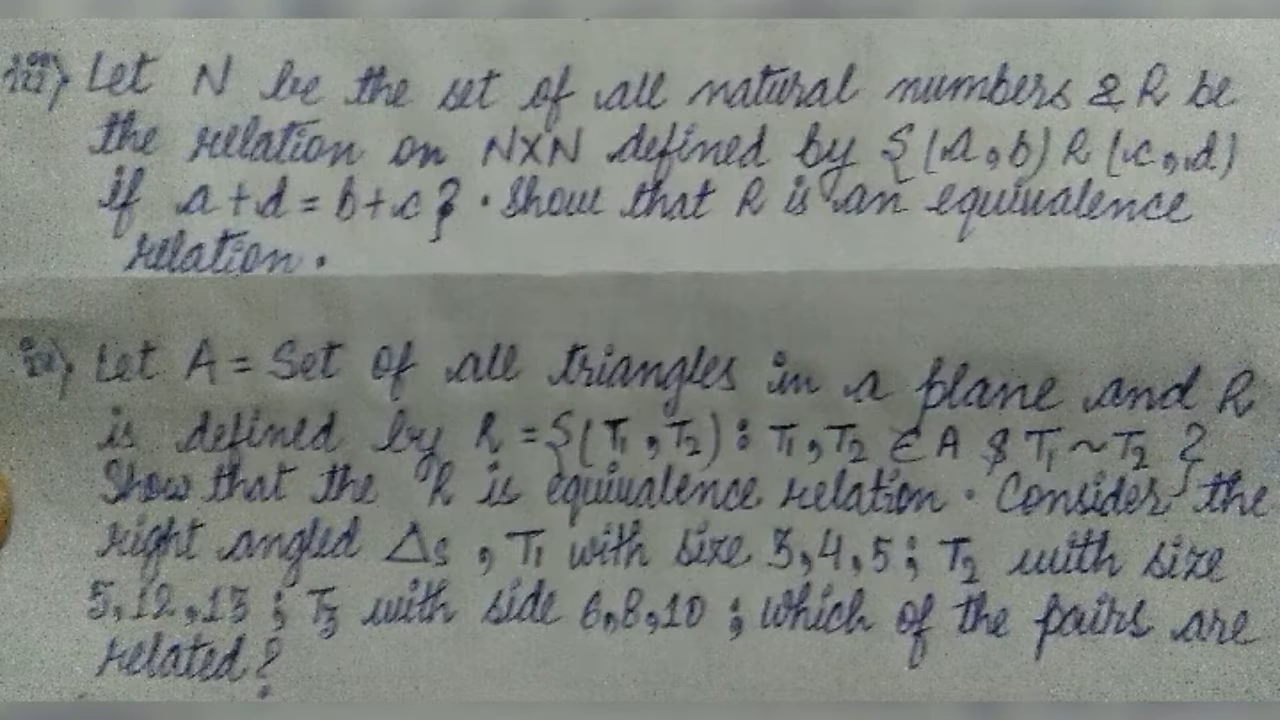 iii) Let N be the set of all natural numbers & R be
the relation on N×N defined by {(a,b) R (c,d)
if a+d = b+c}. Show that R is an equivalence
relation.
iv) Let A = Set of all triangles in a plane and R
is defined by R = {(T₁,T₂) : T₁,T₂ ∈ A & T₁ ~ T₂}
Show that the R is equivalence relation. Consider the
right angled Δs, T₁ with size 3,4,5; T₂ with size
5,12,13; T₃ with side 6,8,10; which of the pairs are
related?